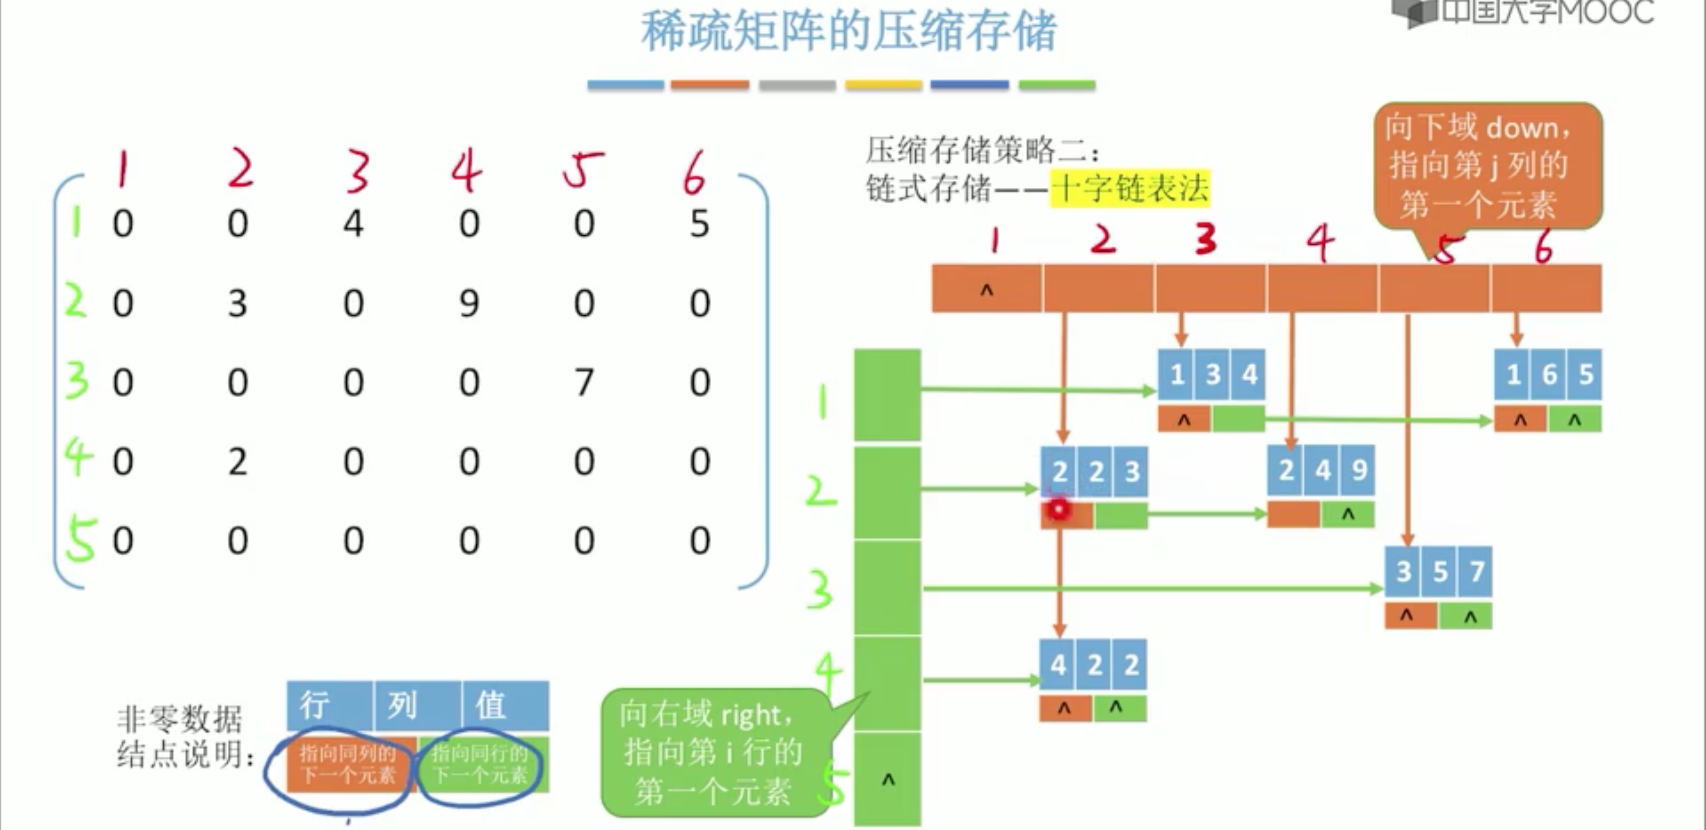 中国大学MOOC
稀疏矩阵的压缩存储
1 2 3 4 5 6
1 0 0 4 0 0 5
2 0 3 0 9 0 0
3 0 0 0 0 7 0
4 0 2 0 0 0 0
5 0 0 0 0 0 0
非零数据
结点说明：
行 列 值
指向同列的
下一个元素
指向同行的
下一个元素
压缩存储策略二：
链式存储——十字链表法
向下域 down，
指向第 j 列的
第一个元素
1 2 3 4 5 6
^
1
1 3 4
^
1 6 5
^ ^
2
2 2 3
2 4 9
^
3
3 5 7
^ ^
4
4 2 2
^ ^
5
^
向右域 right，
指向第 i 行的
第一个元素